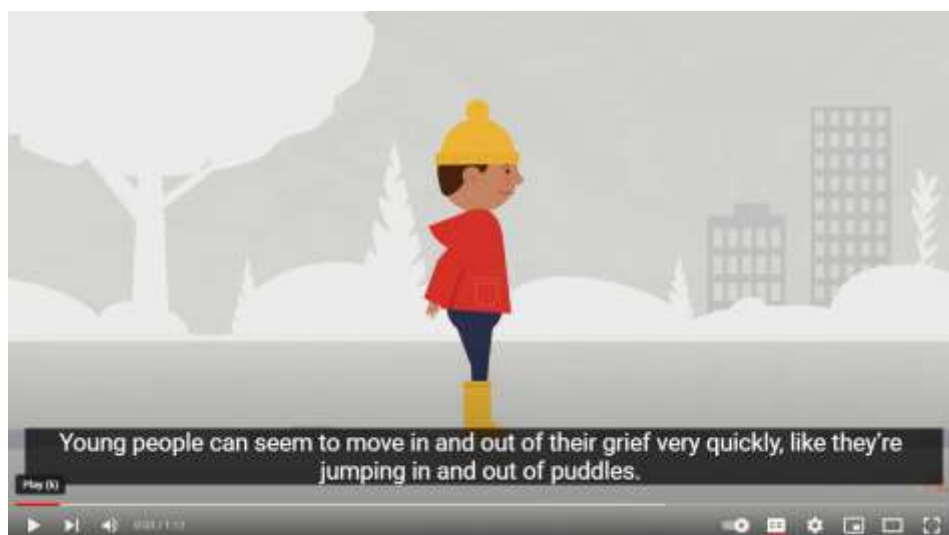 Young people can seem to move in and out of their grief very quickly, like they're
jumping in and out of puddles.
Play (k)